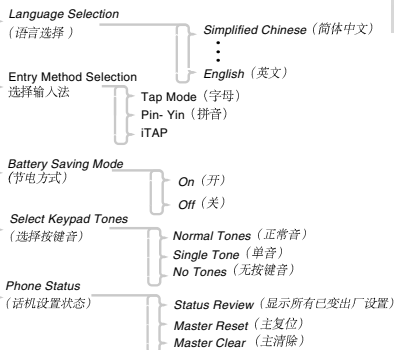 Language Selection
(语言选择 )
Simplified Chinese (简体中文)
English (英文)
Entry Method Selection
选择输入法
Tap Mode (字母)
Pin- Yin (拼音)
iTAP
Battery Saving Mode
(节电方式)
On (开)
Off (关)
Select Keypad Tones
(选择按键音)
Normal Tones (正常音)
Single Tone (单音)
No Tones (无按键音)
Phone Status
(话机设置状态)
Status Review (显示所有已变出厂设置)
Master Reset (主复位)
Master Clear (主清除)